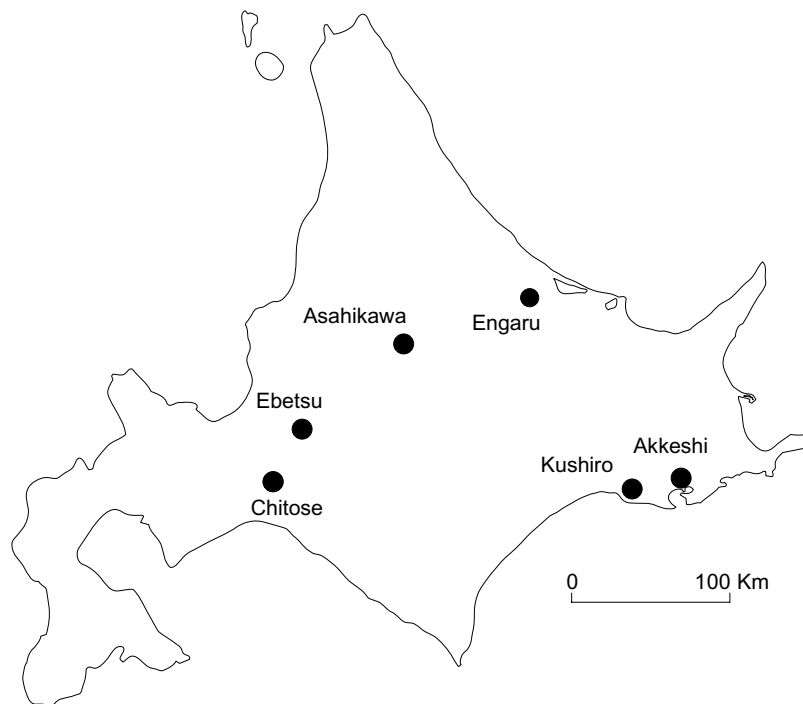 Asahikawa
Engaru
Ebetsu
Akkeshi
Kushiro
Chitose
0 100 Km